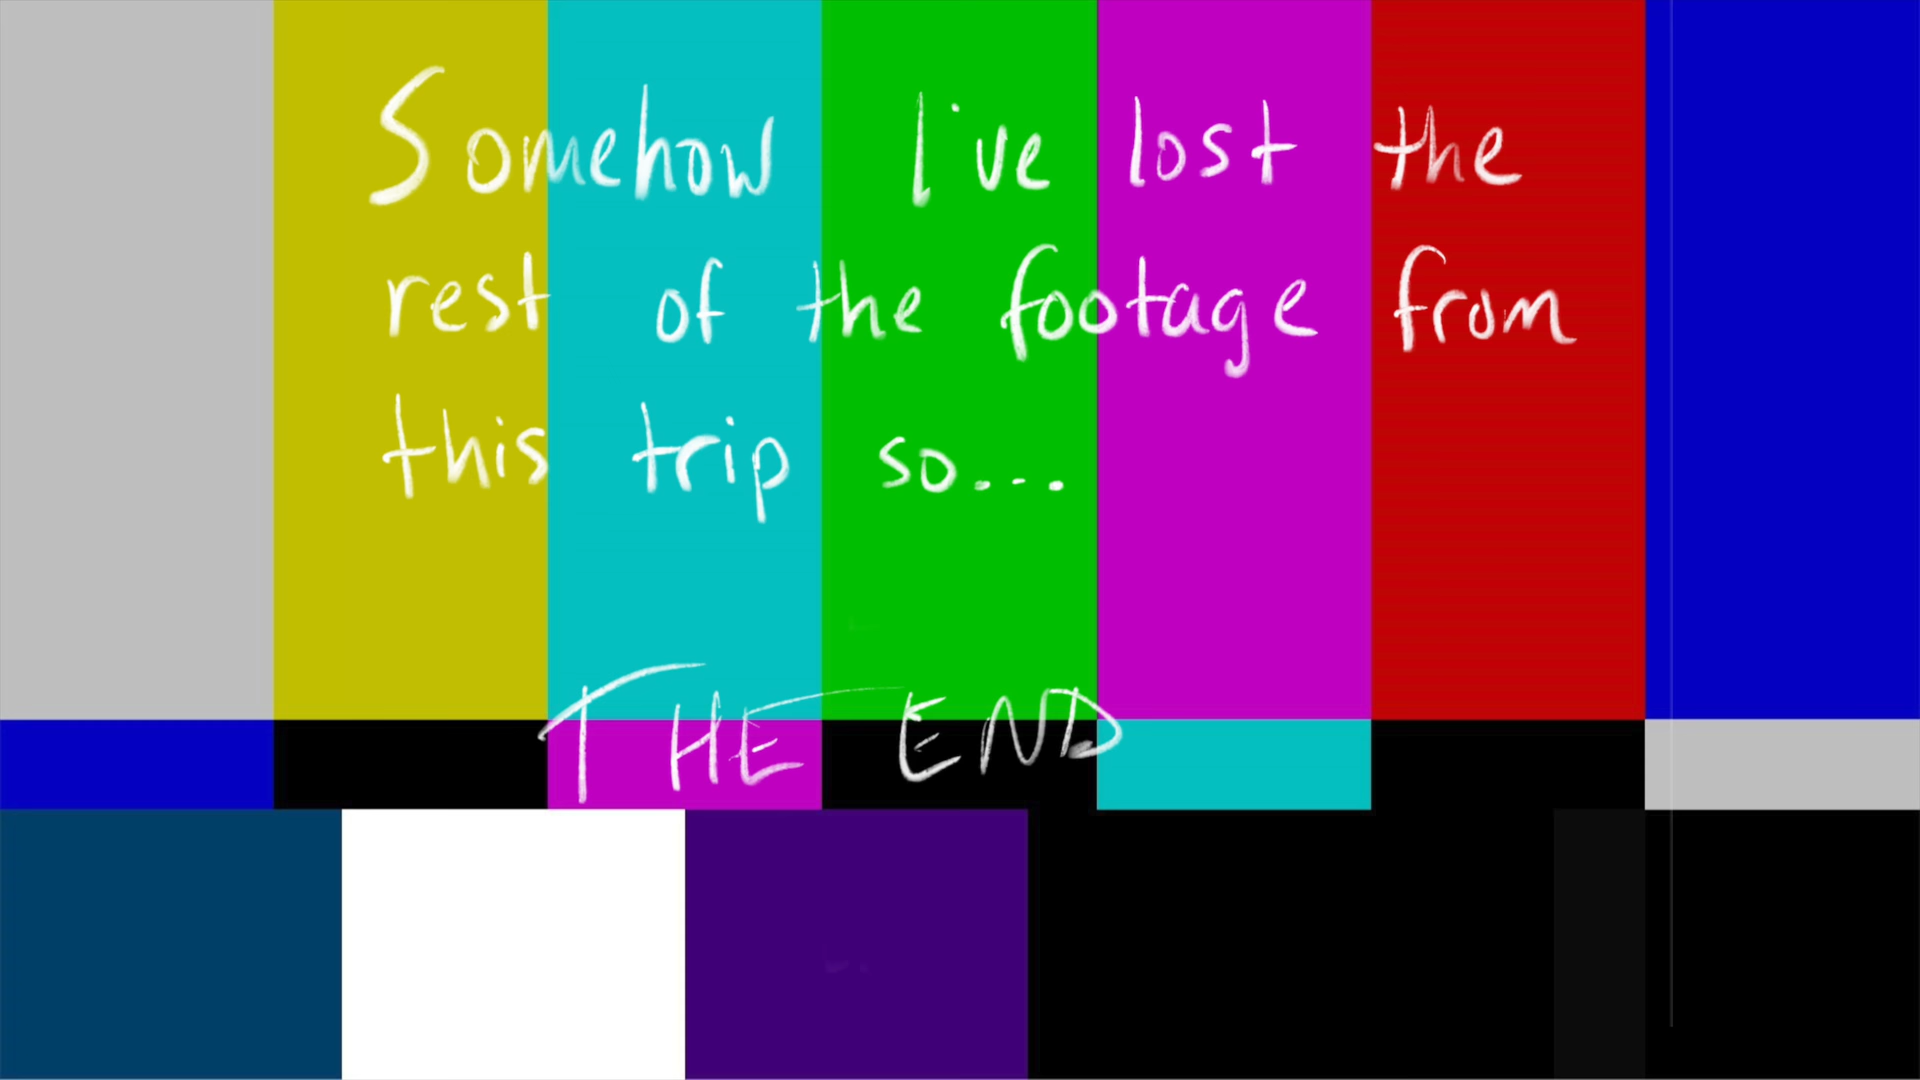 Somehow I've lost the
rest of the footage from
this trip so...
THE END